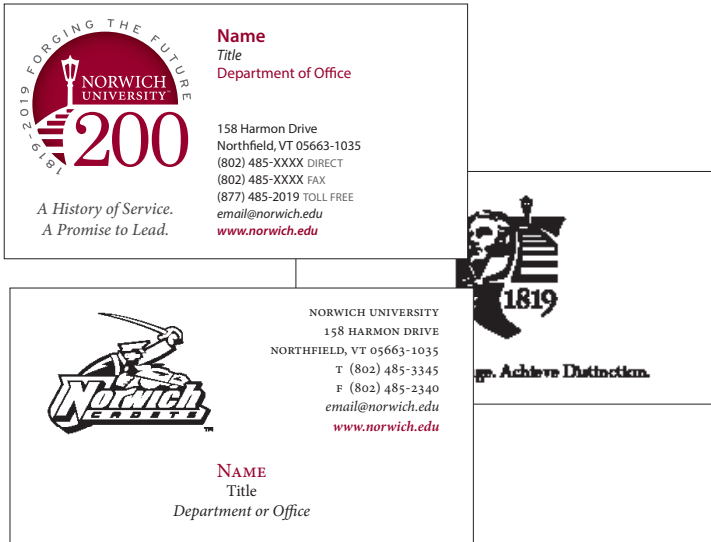 1819–2019 FORGING THE FUTURE
NORWICH
UNIVERSITY™
200
A History of Service.
A Promise to Lead.
Name
Title
Department of Office
158 Harmon Drive
Northfield, VT 05663-1035
(802) 485-XXXX DIRECT
(802) 485-XXXX FAX
(877) 485-2019 TOLL FREE
email@norwich.edu
www.norwich.edu
1819
Achieve Distinction.
Norwich
CADETS
TM
NORWICH UNIVERSITY
158 HARMON DRIVE
NORTHFIELD, VT 05663-1035
T (802) 485-3345
F (802) 485-2340
email@norwich.edu
www.norwich.edu
NAME
Title
Department or Office